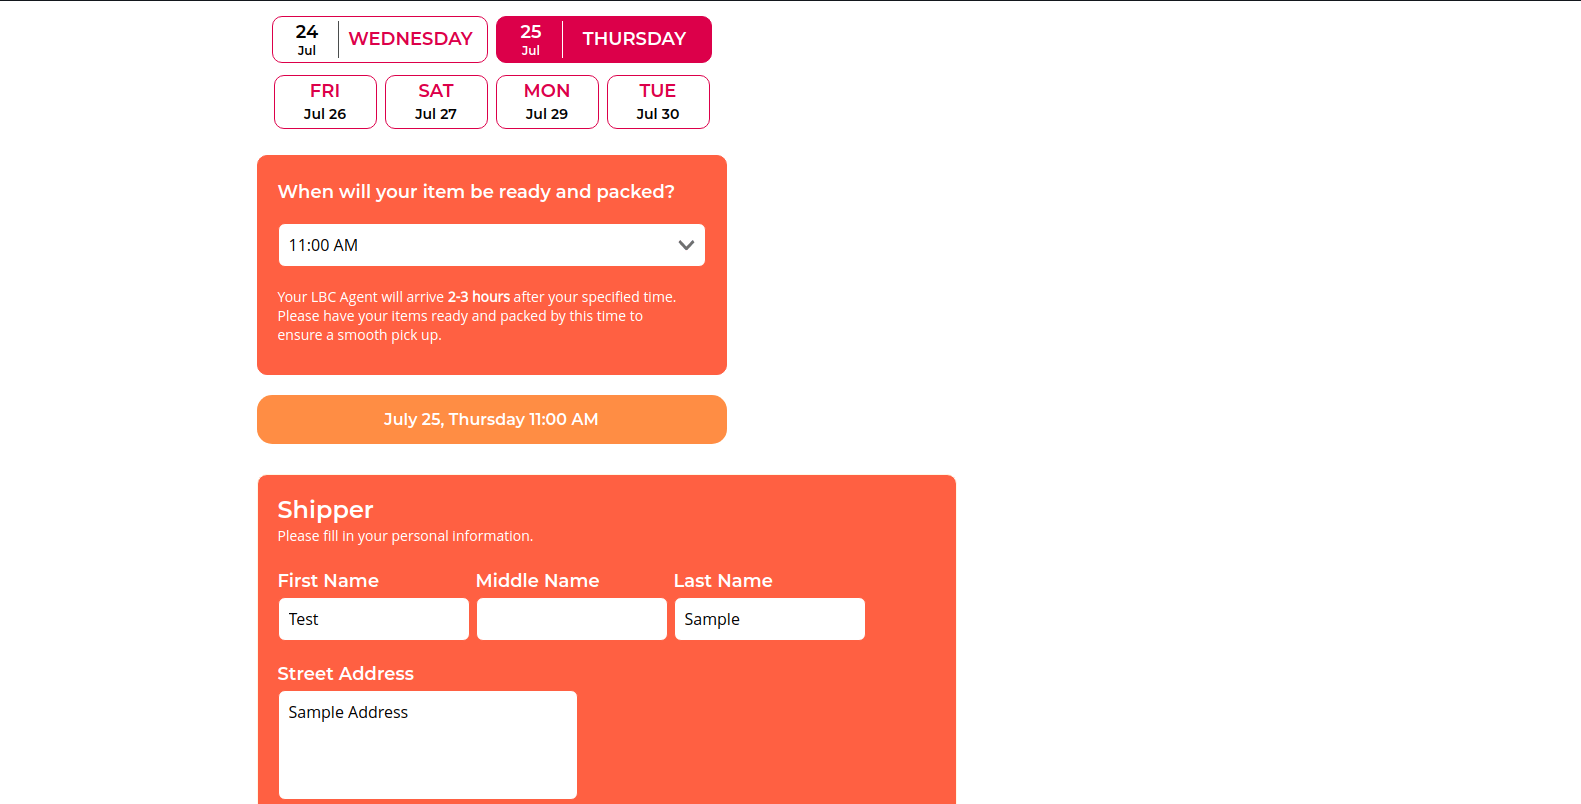 24 Jul WEDNESDAY
25 Jul THURSDAY
FRI Jul 26
SAT Jul 27
MON Jul 29
TUE Jul 30
When will your item be ready and packed?
11:00 AM
Your LBC Agent will arrive 2-3 hours after your specified time.
Please have your items ready and packed by this time to
ensure a smooth pick up.
July 25, Thursday 11:00 AM
Shipper
Please fill in your personal information.
First Name Middle Name Last Name
Test Sample
Street Address
Sample Address